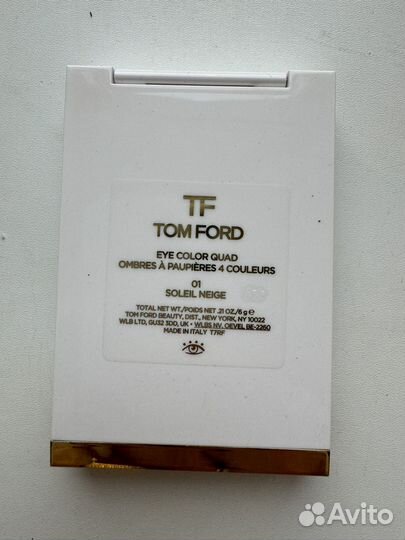 TF
TOM FORD
EYE COLOR QUAD
OMBRES À PAUPIÈRES 4 COULEURS
01
SOLEIL NEIGE
TOTAL NET WT./POIDS NET .21 OZ./6 g ℮
TOM FORD BEAUTY, DIST., NEW YORK, NY 10022
WLB LTD, GU32 3DD, UK • WLBS NV, OEVEL BE-2260
MADE IN ITALY T7RF
Avito